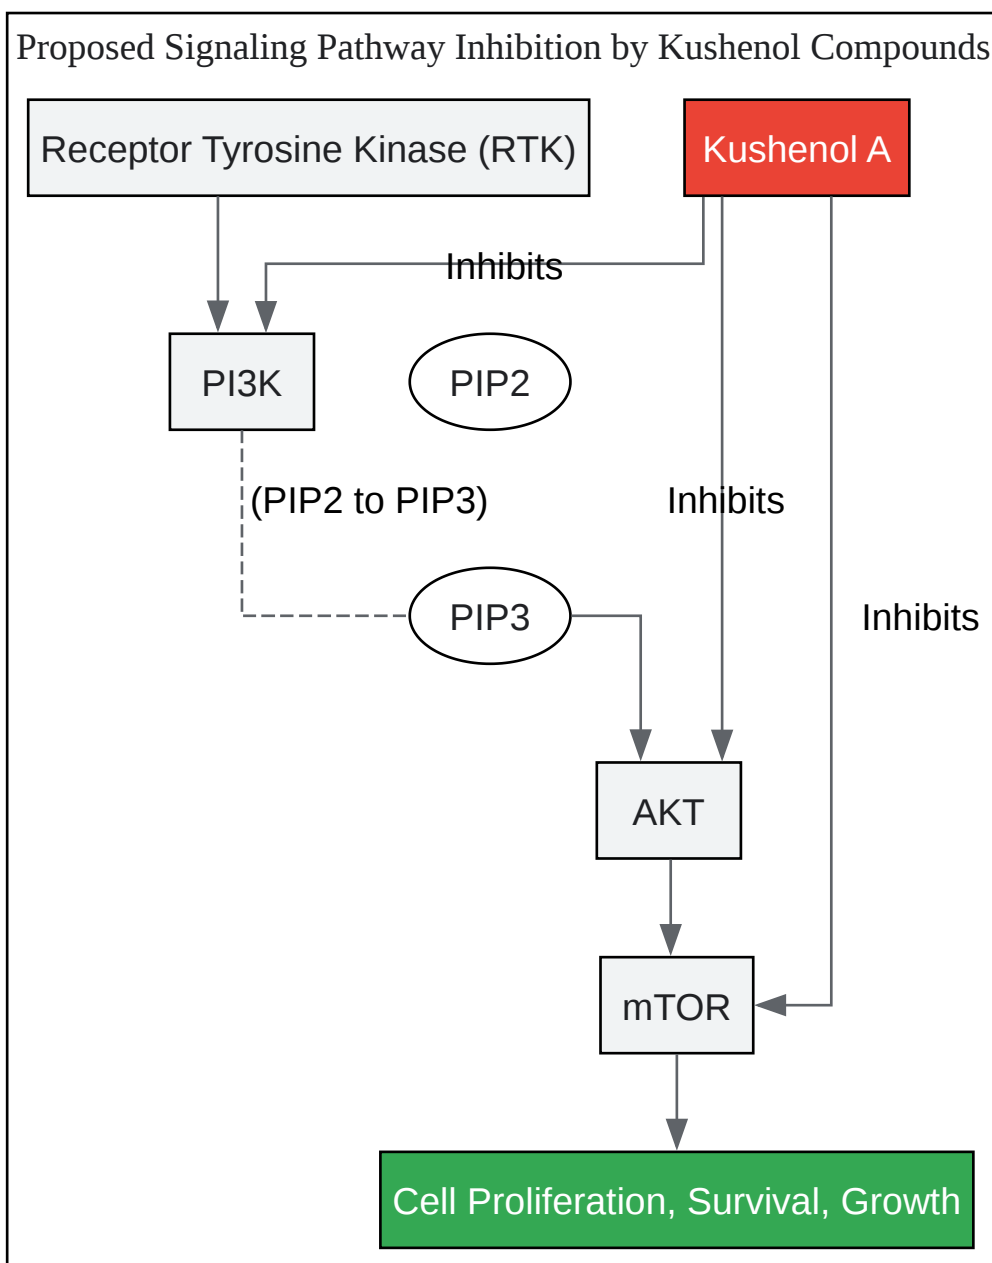 Proposed Signaling Pathway Inhibition by Kushenol Compounds
Receptor Tyrosine Kinase (RTK)
Kushenol A
Inhibits
PI3K
PIP2
(PIP2 to PIP3)
Inhibits
PIP3
Inhibits
AKT
mTOR
Cell Proliferation, Survival, Growth